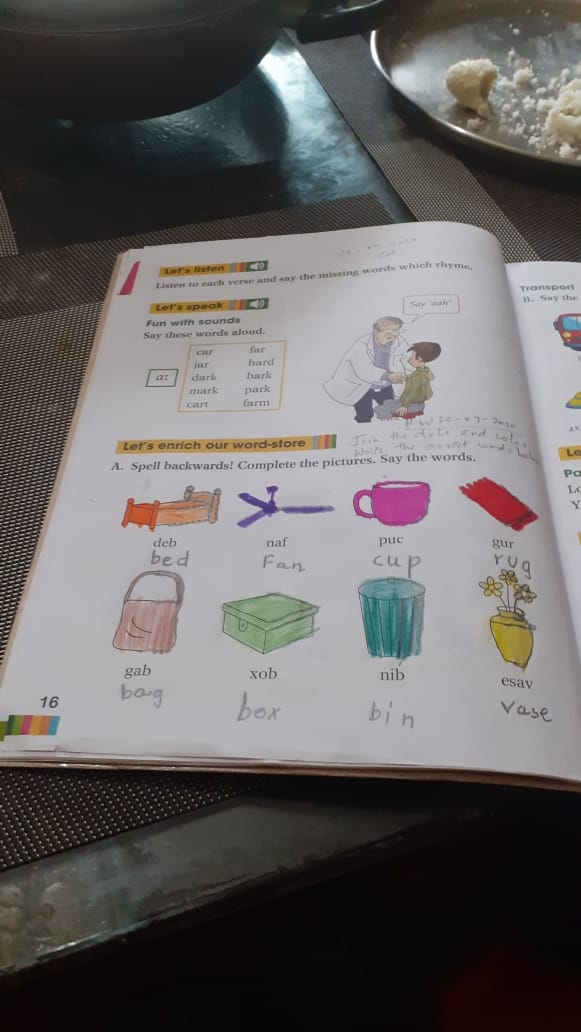 Let's listen
Listen to each verse and say the missing words which rhyme.
Let's speak
Fun with sounds
Say these words aloud.
Say 'aah'
a:
car far
jar hard
dark bark
mark park
cart farm
HW 30-07-2020
Join the dots and color
Write the correct words below
Let's enrich our word-store
A. Spell backwards! Complete the pictures. Say the words.
deb naf puc gur
bed Fan cup rug
gab xob nib esav
bag box bin vase
16
Transport
B. Say the
Le
Pa
Y